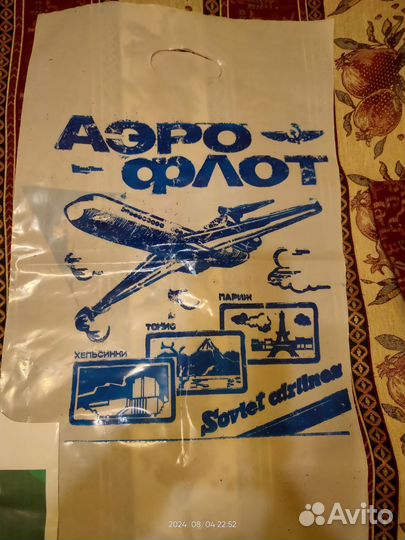 АЭРО
ФЛОТ
ПАРИЖ
ТОКИО
ХЕЛЬСИНКИ
Soviet airlines
2024 08/04 22:52
Avito